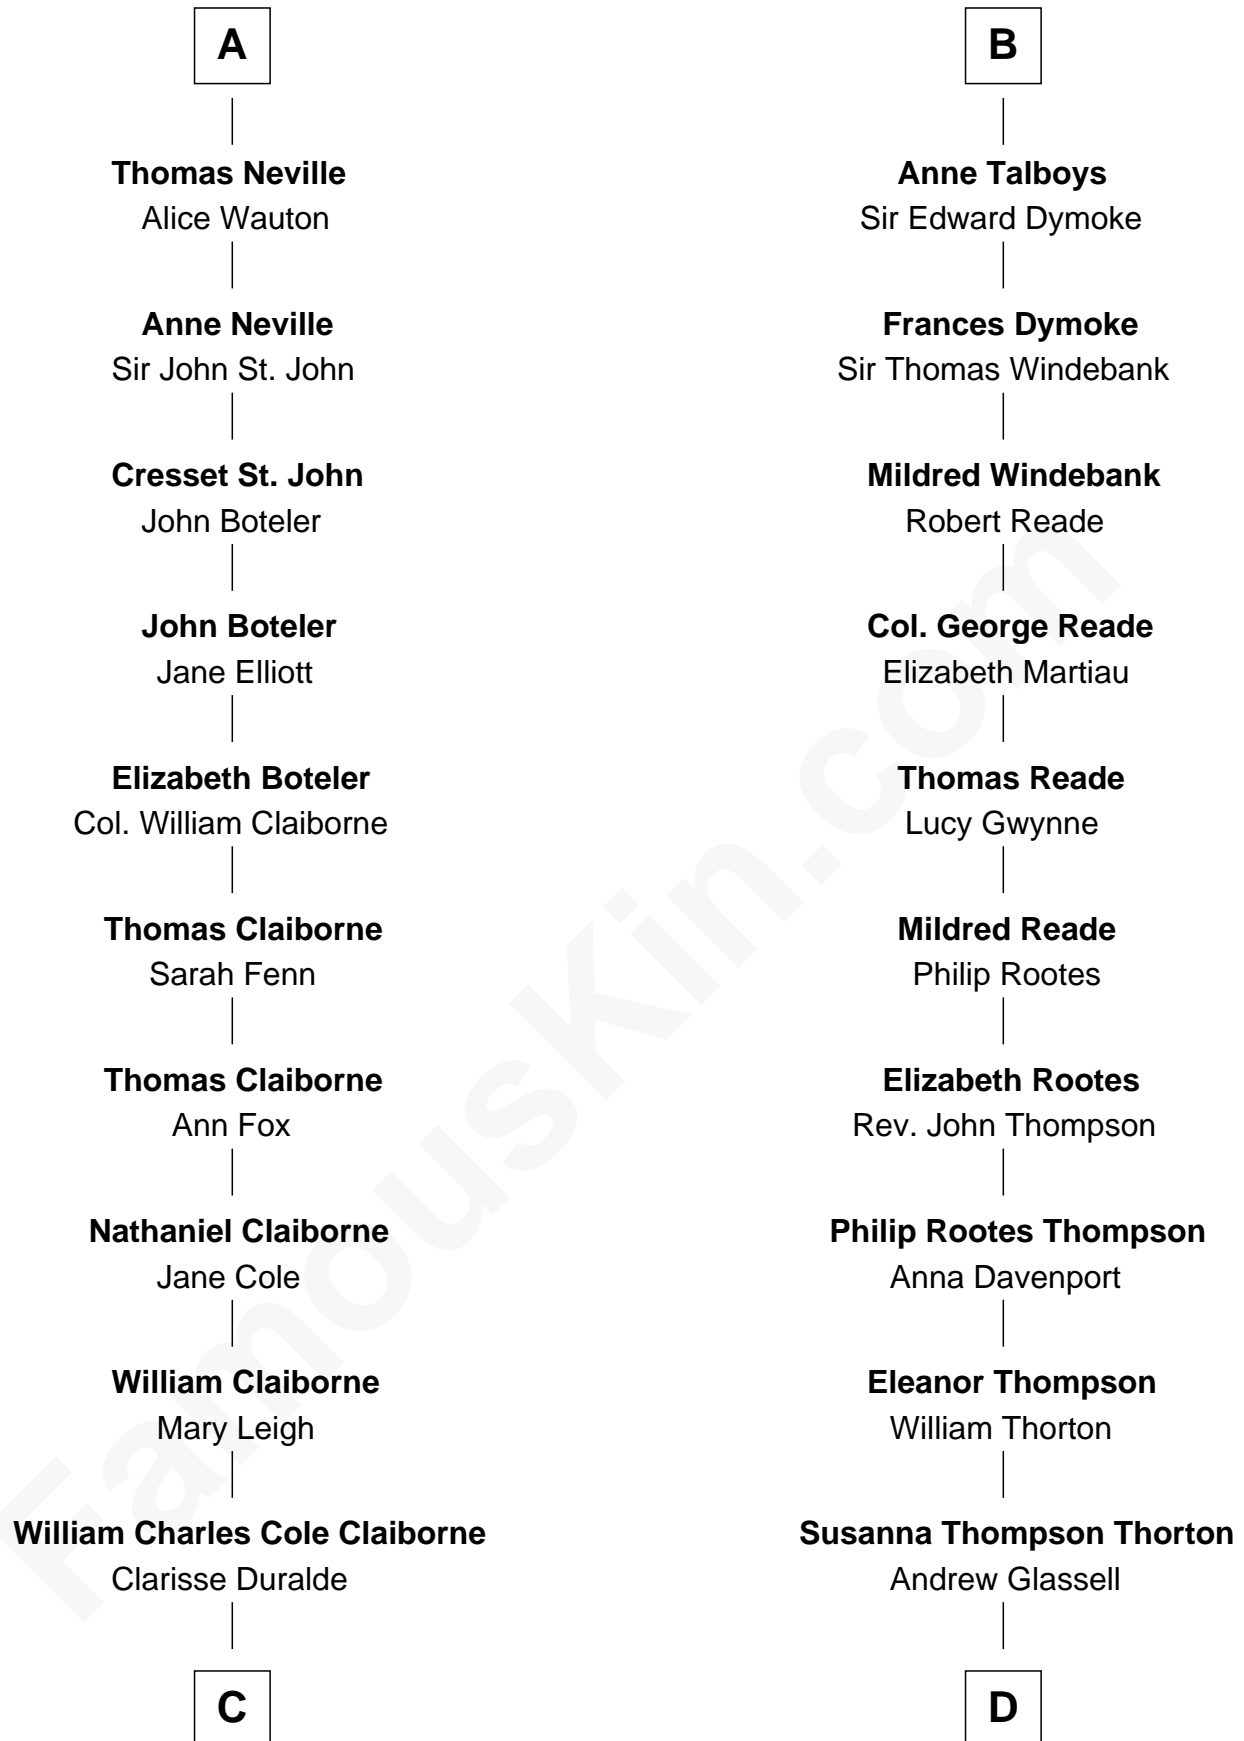 A
Thomas Neville
Alice Wauton
Anne Neville
Sir John St. John
Cresset St. John
John Boteler
John Boteler
Jane Elliott
Elizabeth Boteler
Col. William Claiborne
Thomas Claiborne
Sarah Fenn
Thomas Claiborne
Ann Fox
Nathaniel Claiborne
Jane Cole
William Claiborne
Mary Leigh
William Charles Cole Claiborne
Clarisse Duralde
C
B
Anne Talboys
Sir Edward Dymoke
Frances Dymoke
Sir Thomas Windebank
Mildred Windebank
Robert Reade
Col. George Reade
Elizabeth Martiau
Thomas Reade
Lucy Gwynne
Mildred Reade
Philip Rootes
Elizabeth Rootes
Rev. John Thompson
Philip Rootes Thompson
Anna Davenport
Eleanor Thompson
William Thorton
Susanna Thompson Thorton
Andrew Glassell
D
FamousKin.com